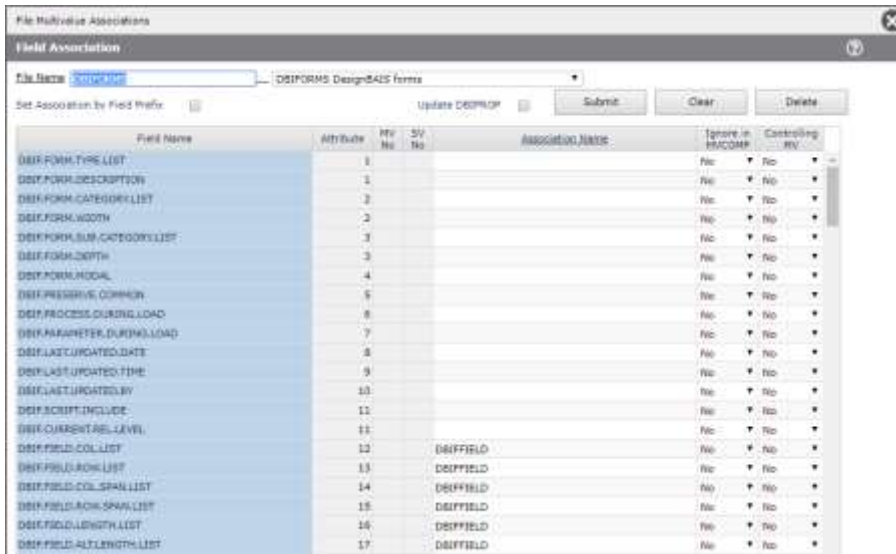 File Multivalue Associations
Field Association
File Name DBIFORMS ... DBIFORMS DesignBAIS forms
Set Association by Field Prefix Update DBIPROP Submit Clear Delete
Field Name Attribute MV No SV No Association Name Ignore in MVCOMP Controlling MV
DBIF.FORM.TYPE.LIST 1 No No
DBIF.FORM.DESCRIPTION 1 No No
DBIF.FORM.CATEGORY.LIST 2 No No
DBIF.FORM.WIDTH 2 No No
DBIF.FORM.SUB.CATEGORY.LIST 3 No No
DBIF.FORM.DEPTH 3 No No
DBIF.FORM.MODAL 4 No No
DBIF.PRESERVE.COMMON 5 No No
DBIF.PROCESS.DURING.LOAD 6 No No
DBIF.PARAMETER.DURING.LOAD 7 No No
DBIF.LAST.UPDATED.DATE 8 No No
DBIF.LAST.UPDATED.TIME 9 No No
DBIF.LAST.UPDATED.BY 10 No No
DBIF.SCRIPT.INCLUDE 11 No No
DBIF.CURRENT.REL.LEVEL 11 No No
DBIF.FIELD.COL.LIST 12 DBIFFIELD No No
DBIF.FIELD.ROW.LIST 13 DBIFFIELD No No
DBIF.FIELD.COL.SPAN.LIST 14 DBIFFIELD No No
DBIF.FIELD.ROW.SPAN.LIST 15 DBIFFIELD No No
DBIF.FIELD.LENGTH.LIST 16 DBIFFIELD No No
DBIF.FIELD.ALT.LENGTH.LIST 17 DBIFFIELD No No